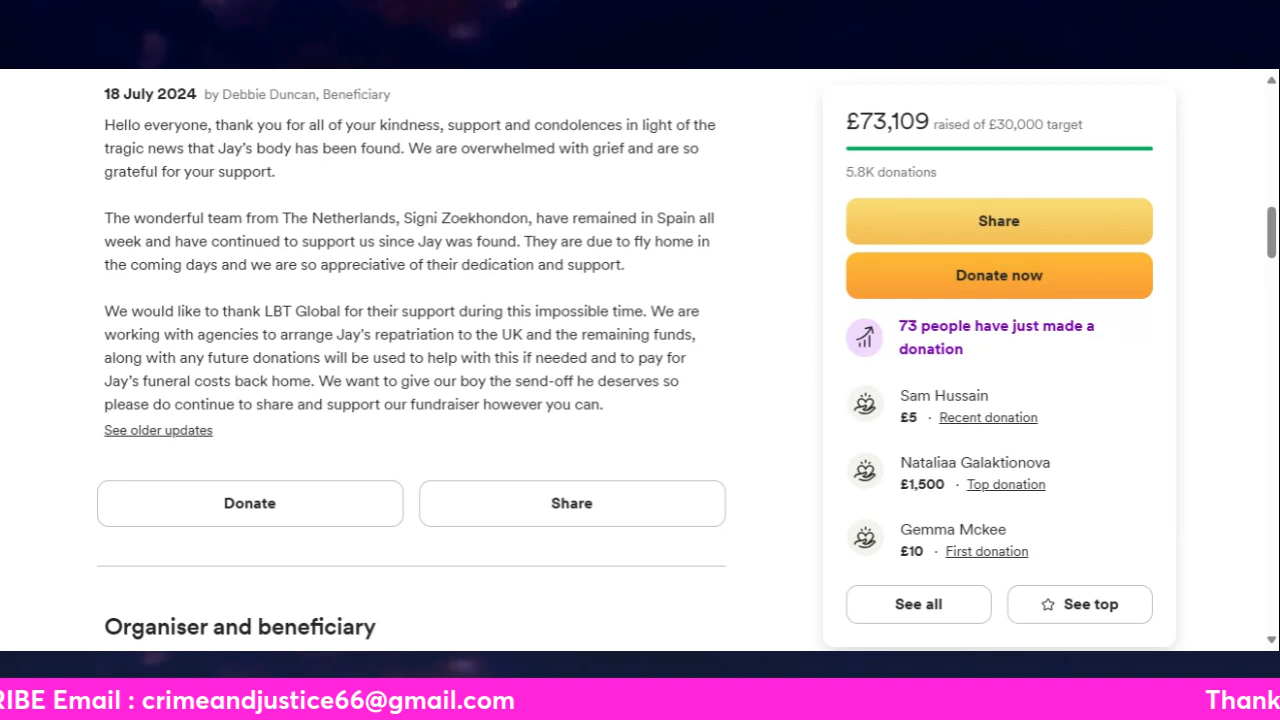 18 July 2024 by Debbie Duncan, Beneficiary
Hello everyone, thank you for all of your kindness, support and condolences in light of the
tragic news that Jay's body has been found. We are overwhelmed with grief and are so
grateful for your support.
The wonderful team from The Netherlands, Signi Zoekhondon, have remained in Spain all
week and have continued to support us since Jay was found. They are due to fly home in
the coming days and we are so appreciative of their dedication and support.
We would like to thank LBT Global for their support during this impossible time. We are
working with agencies to arrange Jay's repatriation to the UK and the remaining funds,
along with any future donations will be used to help with this if needed and to pay for
Jay's funeral costs back home. We want to give our boy the send-off he deserves so
please do continue to share and support our fundraiser however you can.
See older updates
Donate
Share
Organiser and beneficiary
£73,109 raised of £30,000 target
5.8K donations
Share
Donate now
73 people have just made a
donation
Sam Hussain
£5 · Recent donation
Nataliaa Galaktionova
£1,500 · Top donation
Gemma Mckee
£10 · First donation
See all
See top
RIBE Email : crimeandjustice66@gmail.com
Thank